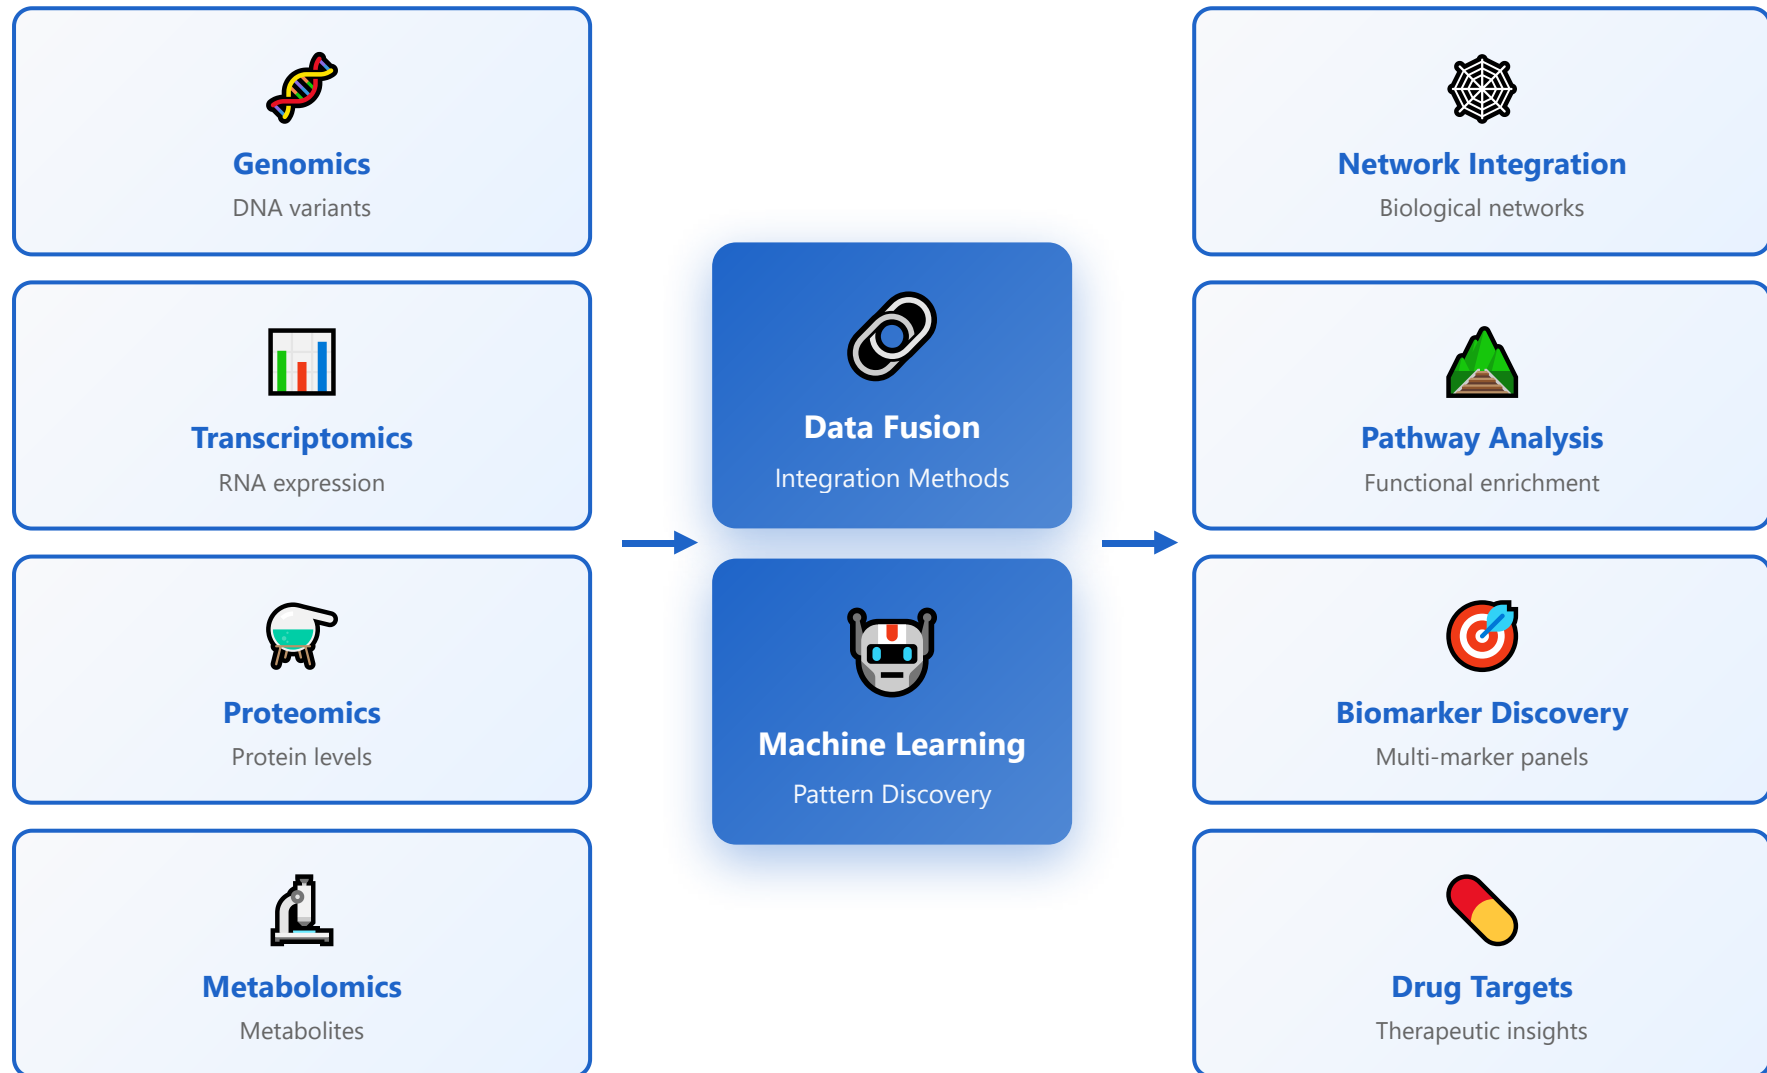 Genomics
DNA variants
Transcriptomics
RNA expression
Proteomics
Protein levels
Metabolomics
Metabolites
Data Fusion
Integration Methods
Machine Learning
Pattern Discovery
Network Integration
Biological networks
Pathway Analysis
Functional enrichment
Biomarker Discovery
Multi-marker panels
Drug Targets
Therapeutic insights